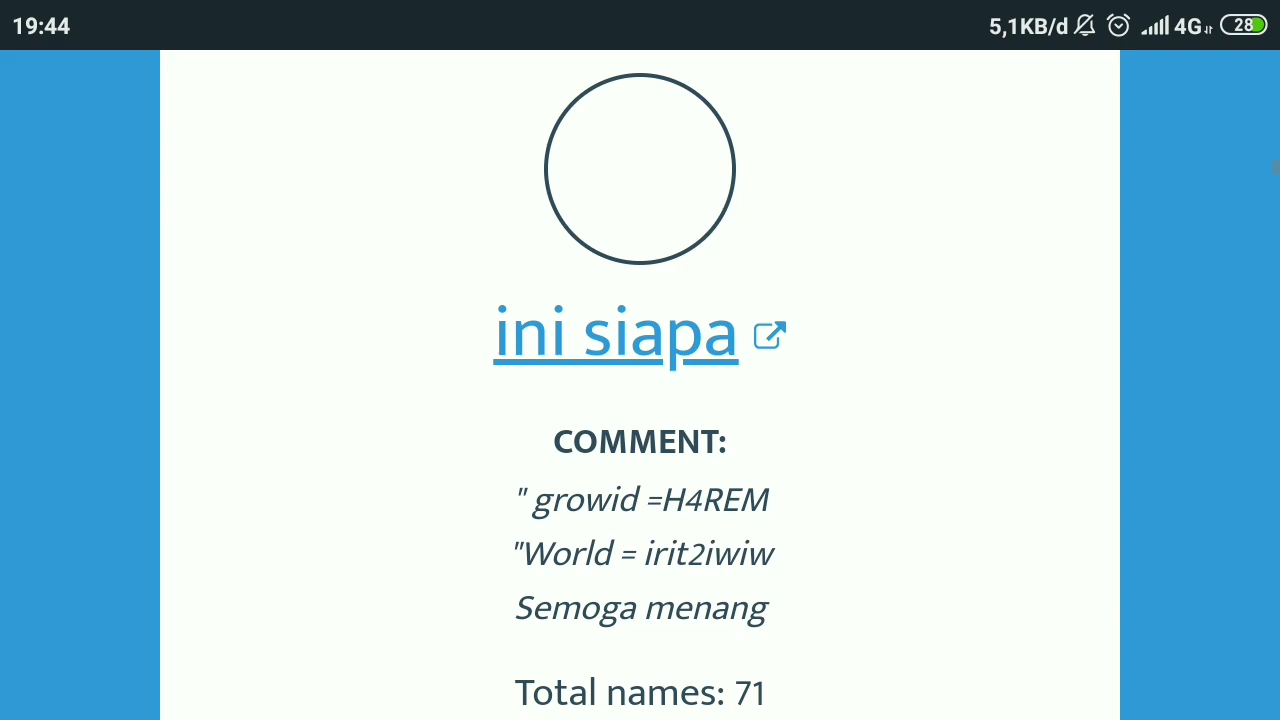 19:44
5,1KB/d 4G 28
ini siapa
COMMENT:
" growid =H4REM
"World = irit2iwiw
Semoga menang
Total names: 71